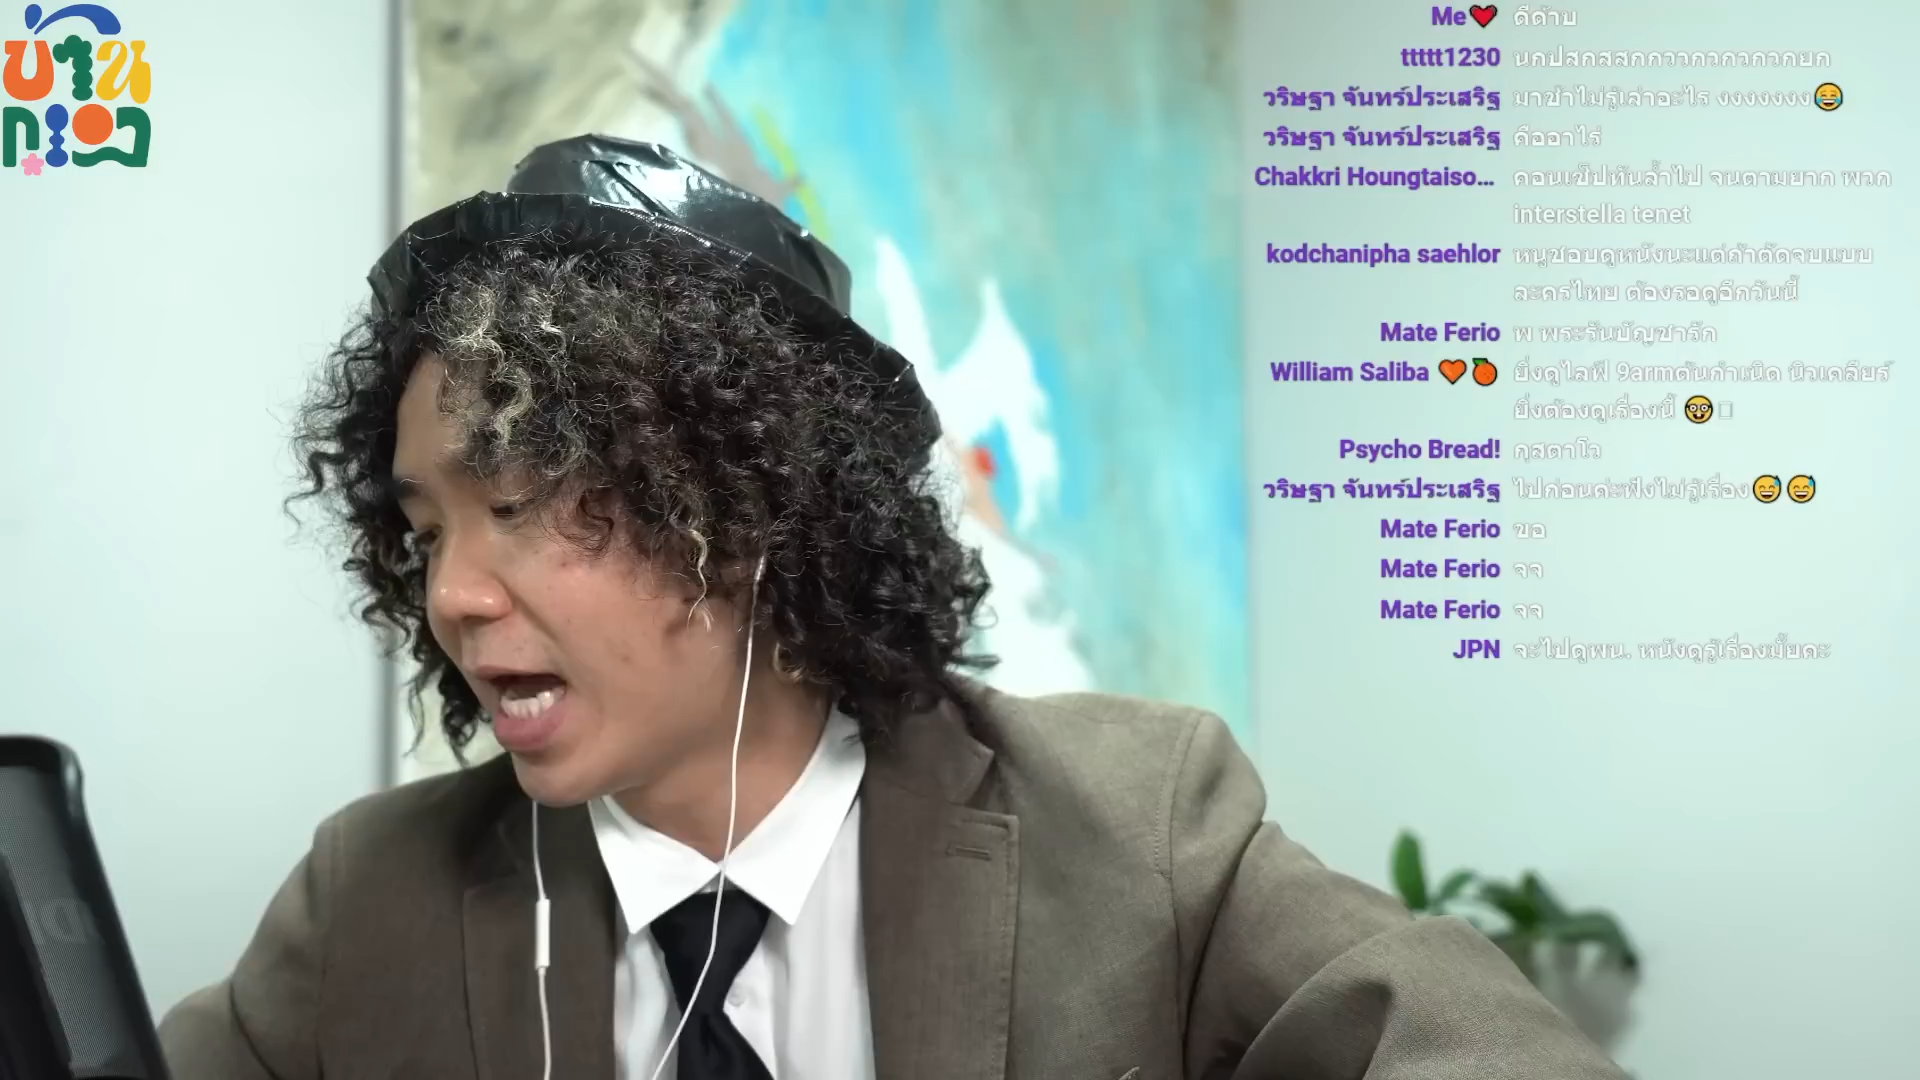 บ้าน
กูเอง
Me❤️ ดีด้าบ
ttttt1230 นกปสกสสกกววกวกวกวกยก
วริษฐา จันทร์ประเสริฐ มาช้าไม่รู้เล่าอะไร งงงงงงง😂
วริษฐา จันทร์ประเสริฐ คืออาไร่
Chakkri Houngtaiso... คอนเซ็ปทันล้ำไป จนตามยาก พวก
interstella tenet
kodchanipha saehlor หนูชอบดูหนังนะแต่ถ้าตัดจบแบบ
ละครไทย ต้องรอดูอีกวันนี้
Mate Ferio พ พระรันบัญชารัก
William Saliba 🧡🍊 ยิ่งดูไลฟ์ 9armต้นกำเนิด นิวเคลียร์
ยิ่งต้องดูเรื่องนี้ 🤓
Psycho Bread! กุสตาโว
วริษฐา จันทร์ประเสริฐ ไปก่อนค่ะฟังไม่รู้เรื่อง😅😅
Mate Ferio ขอ
Mate Ferio จจ
Mate Ferio จจ
JPN จะไปดูพน. หนังดูรู้เรื่องมั้ยคะ